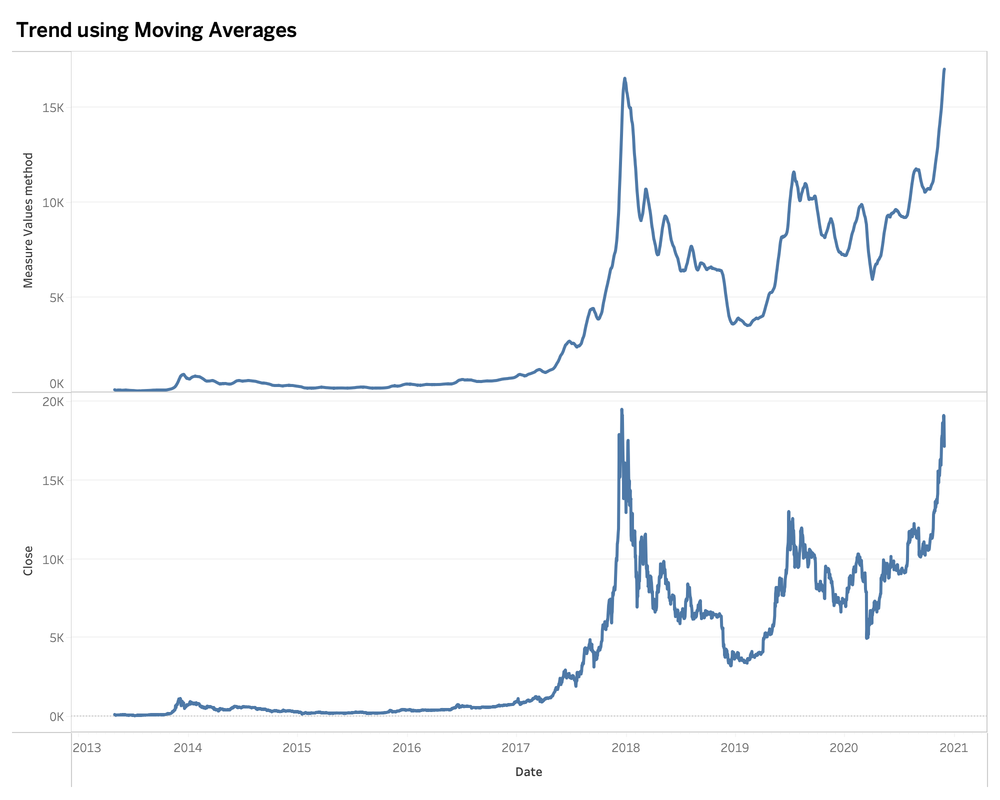 Trend using Moving Averages
Measure Values method
15K
10K
5K
0K
Close
20K
15K
10K
5K
0K
2013 2014 2015 2016 2017 2018 2019 2020 2021
Date